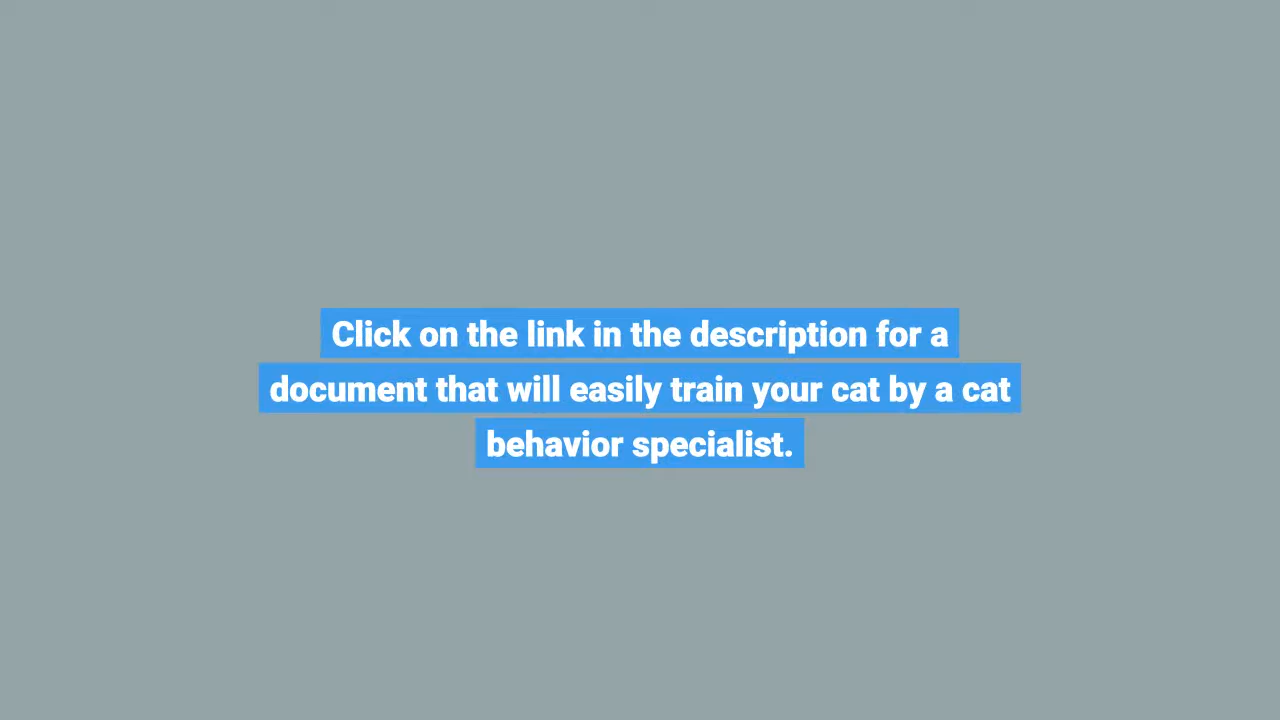 Click on the link in the description for a
document that will easily train your cat by a cat
behavior specialist.